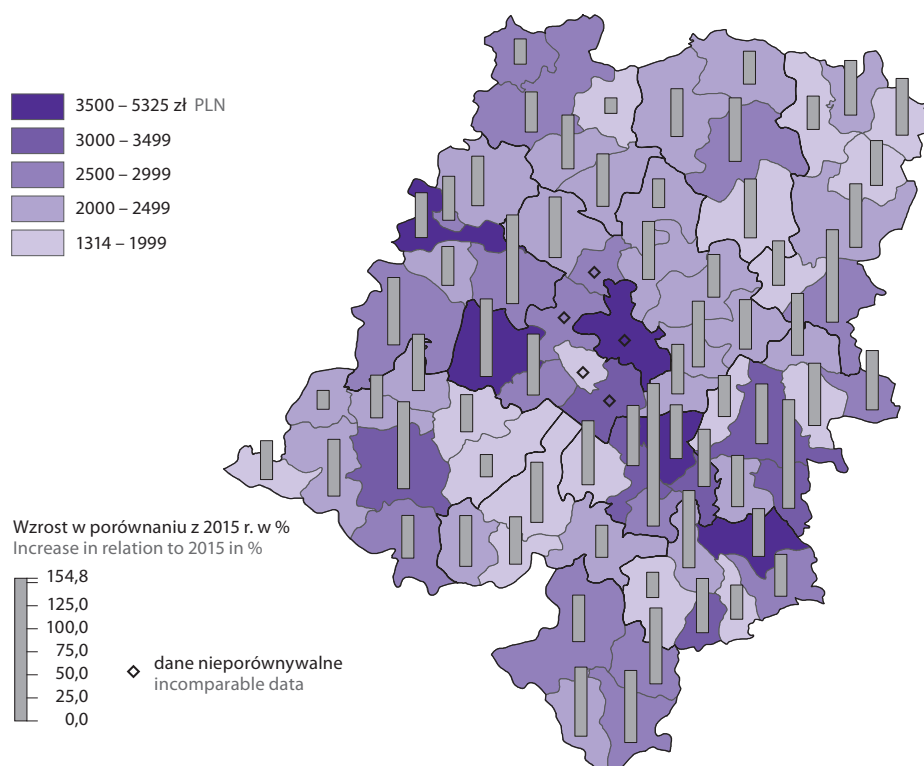 3500 – 5325 zł PLN
3000 – 3499
2500 – 2999
2000 – 2499
1314 – 1999
Wzrost w porównaniu z 2015 r. w %
Increase in relation to 2015 in %
154,8
125,0
100,0
75,0
50,0
25,0
0,0
dane nieporównywalne
incomparable data